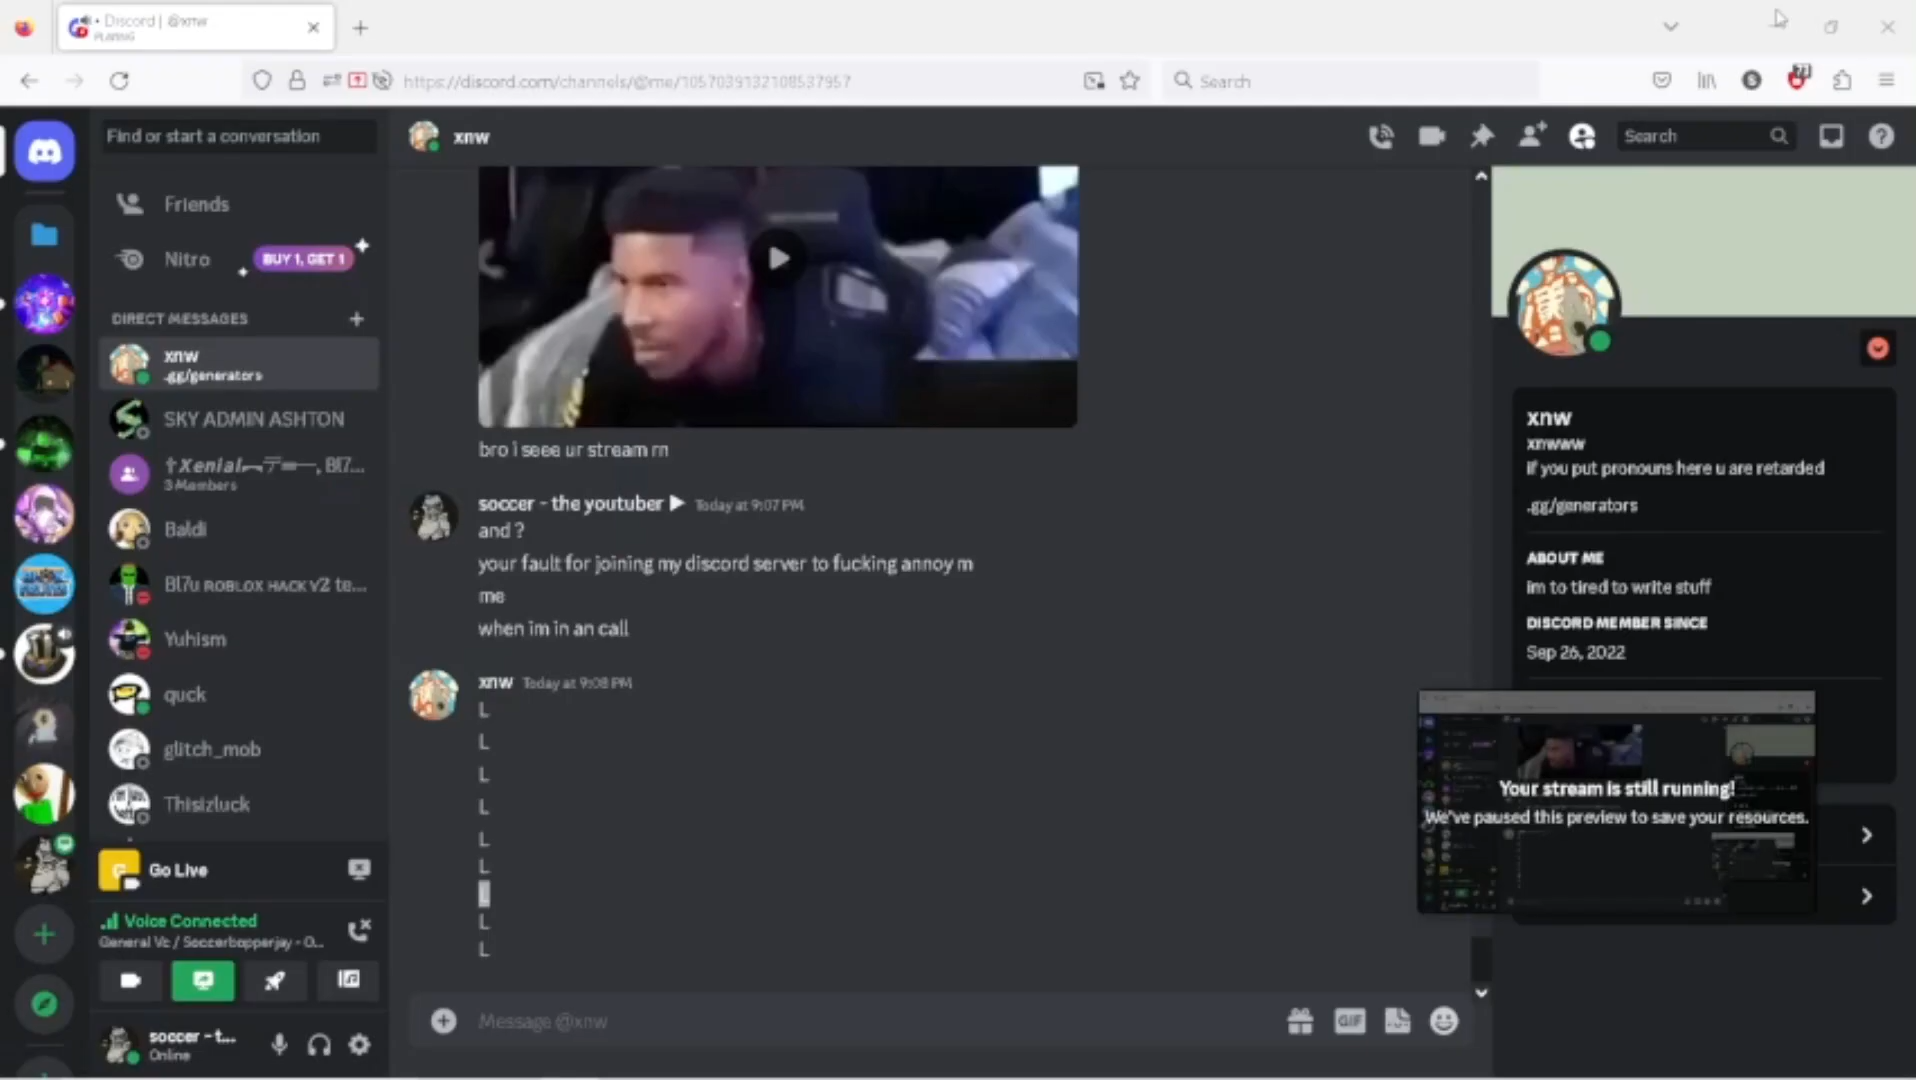 Discord | @xnw
PLAYING
https://discord.com/channels/@me/1057039132108537957
Search
Find or start a conversation
xnw
Search
Friends
Nitro
BUY 1, GET 1
DIRECT MESSAGES
xnw
.gg/generators
SKY ADMIN ASHTON
3 Members
Baldi
Bl7u ROBLOX HACK V2 te...
Yuhism
quck
glitch_mob
Thisizluck
Go Live
Voice Connected
General Vc / Soccerbopperjay - O...
soccer - t...
Online
bro i seee ur stream rn
soccer - the youtuber ▶ Today at 9:07 PM
and ?
your fault for joining my discord server to fucking annoy m
me
when im in an call
xnw Today at 9:08 PM
L
L
L
L
L
L
L
L
L
Message @xnw
GIF
xnw
xnwww
if you put pronouns here u are retarded
.gg/generators
ABOUT ME
im to tired to write stuff
DISCORD MEMBER SINCE
Sep 26, 2022
Your stream is still running!
We've paused this preview to save your resources.